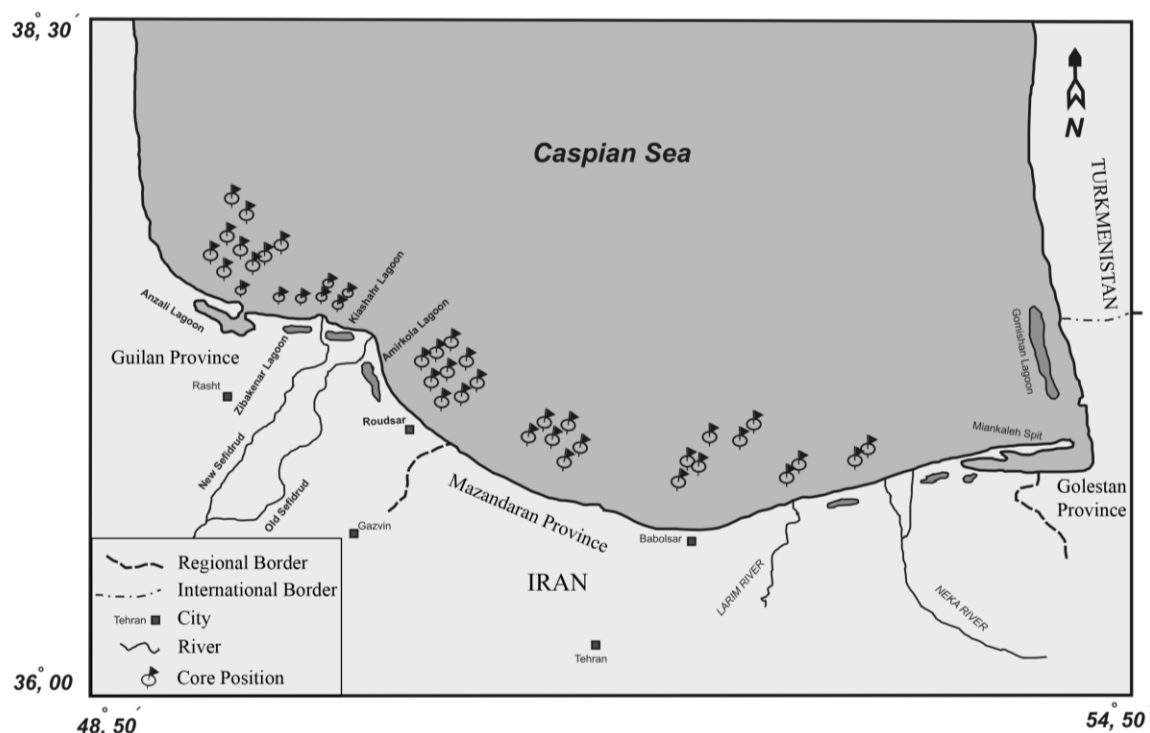 38,° 30′
N
Caspian Sea
TURKMENISTAN
Kiashahr Lagoon
Anzali Lagoon
Amirkola Lagoon
Gomishan Lagoon
Guilan Province
Zibakenar Lagoon
Rasht
Roudsar
Miankaleh Spit
New Sefidrud
Old Sefidrud
Mazandaran Province
Golestan
Province
Gazvin
Babolsar
IRAN
LARIM RIVER
NEKA RIVER
Tehran
Regional Border
International Border
Tehran City
River
Core Position
36,° 00
48,° 50′
54,° 50′